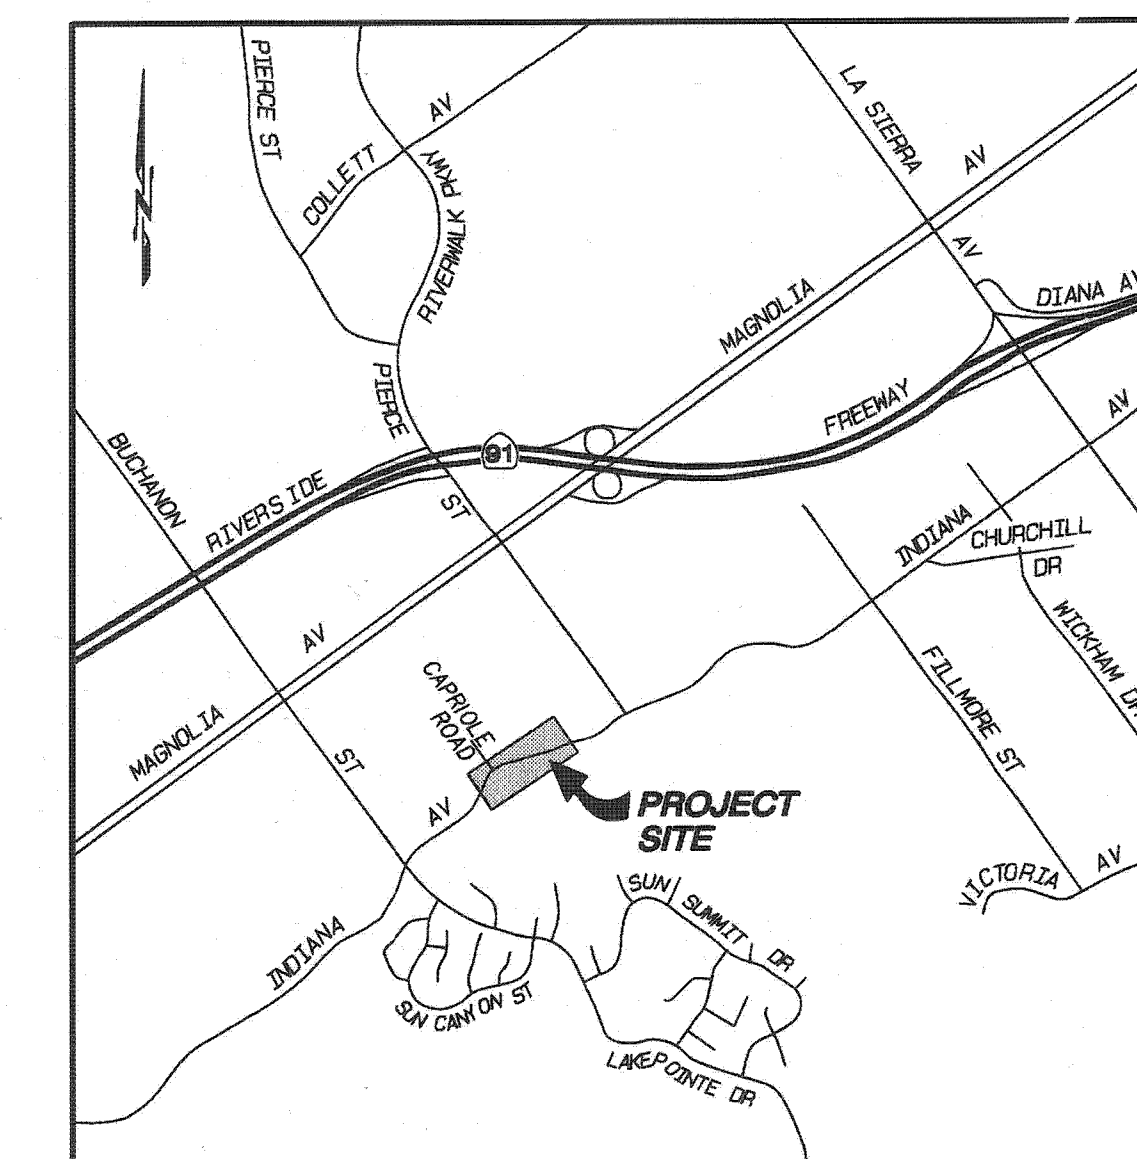 PIERCE ST
COLLETT AV
RIVERWALK PKWY
LA SIERRA AV
AV
MAGNOLIA
DIANA AV
PIERCE ST
91
FREEWAY
RIVERSIDE
BUCHANON ST
INDIANA AV
CHURCHILL
DR
WICKHAM DR
FILLMORE ST
MAGNOLIA AV
CAPRIOLE
ROAD
AV
PROJECT
SITE
VICTORIA AV
SUN SUMMIT DR
INDIANA
SUN CANYON ST
LAKEPOINTE DR
N